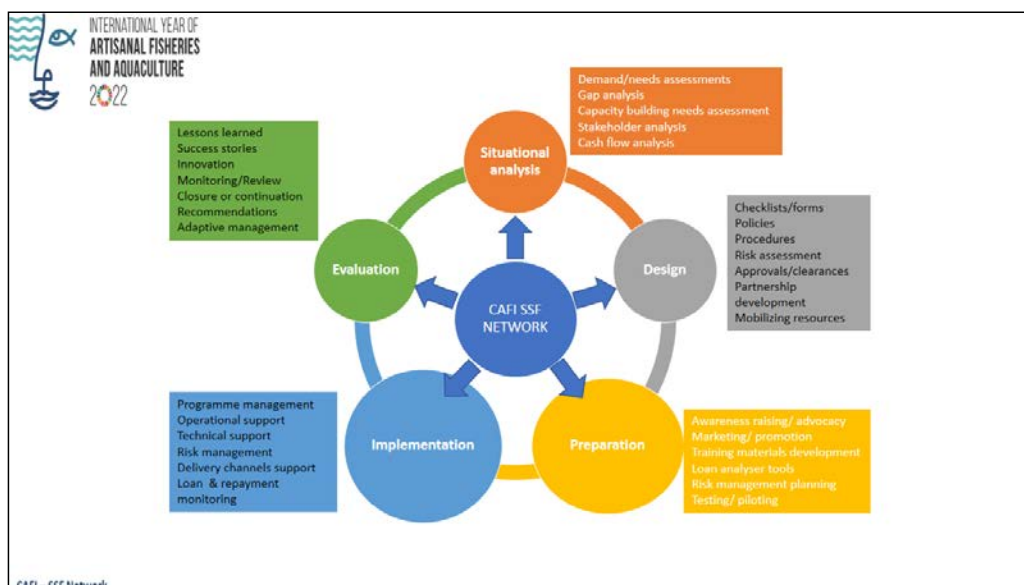 INTERNATIONAL YEAR OF
ARTISANAL FISHERIES
AND AQUACULTURE
2022
Demand/needs assessments
Gap analysis
Capacity building needs assessment
Stakeholder analysis
Cash flow analysis
Situational
analysis
Lessons learned
Success stories
Innovation
Monitoring/Review
Closure or continuation
Recommendations
Adaptive management
Evaluation
Design
Checklists/forms
Policies
Procedures
Risk assessment
Approvals/clearances
Partnership
development
Mobilizing resources
CAFI SSF
NETWORK
Programme management
Operational support
Technical support
Risk management
Delivery channels support
Loan & repayment
monitoring
Implementation
Preparation
Awareness raising/ advocacy
Marketing/ promotion
Training materials development
Loan analyser tools
Risk management planning
Testing/ piloting